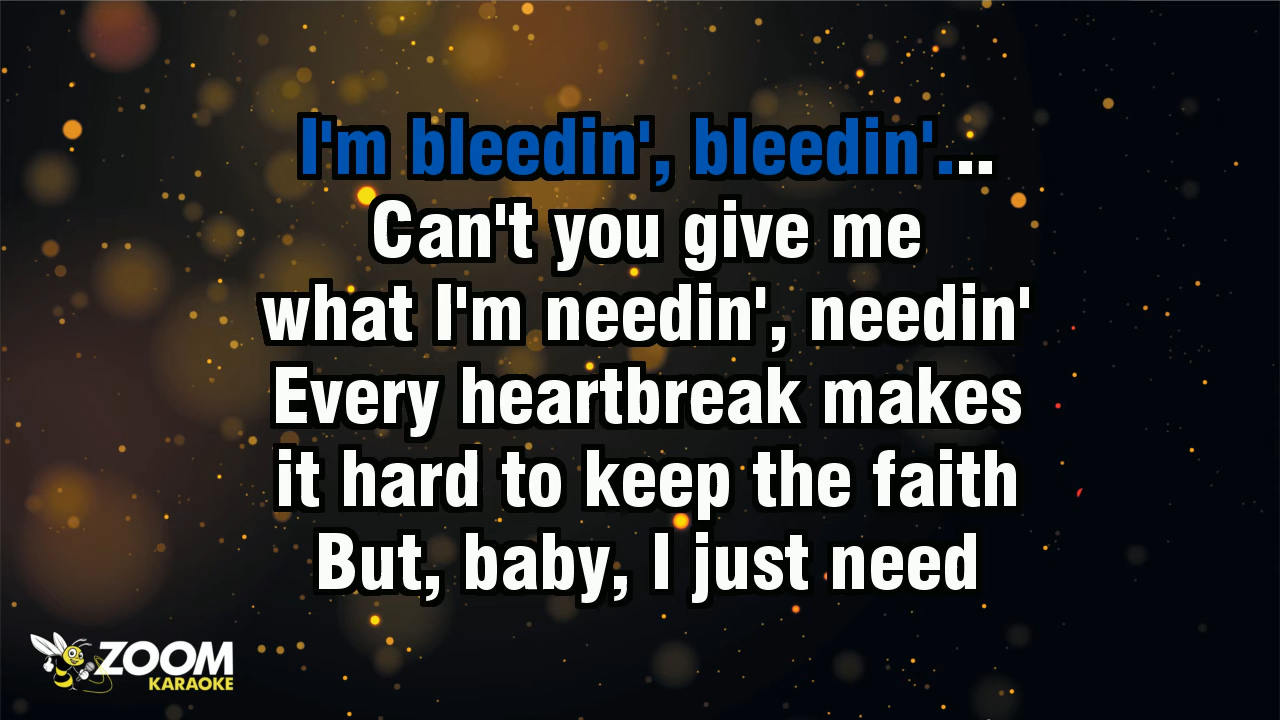 I'm bleedin', bleedin'...
Can't you give me
what I'm needin', needin'
Every heartbreak makes
it hard to keep the faith
But, baby, I just need
ZOOM
KARAOKE